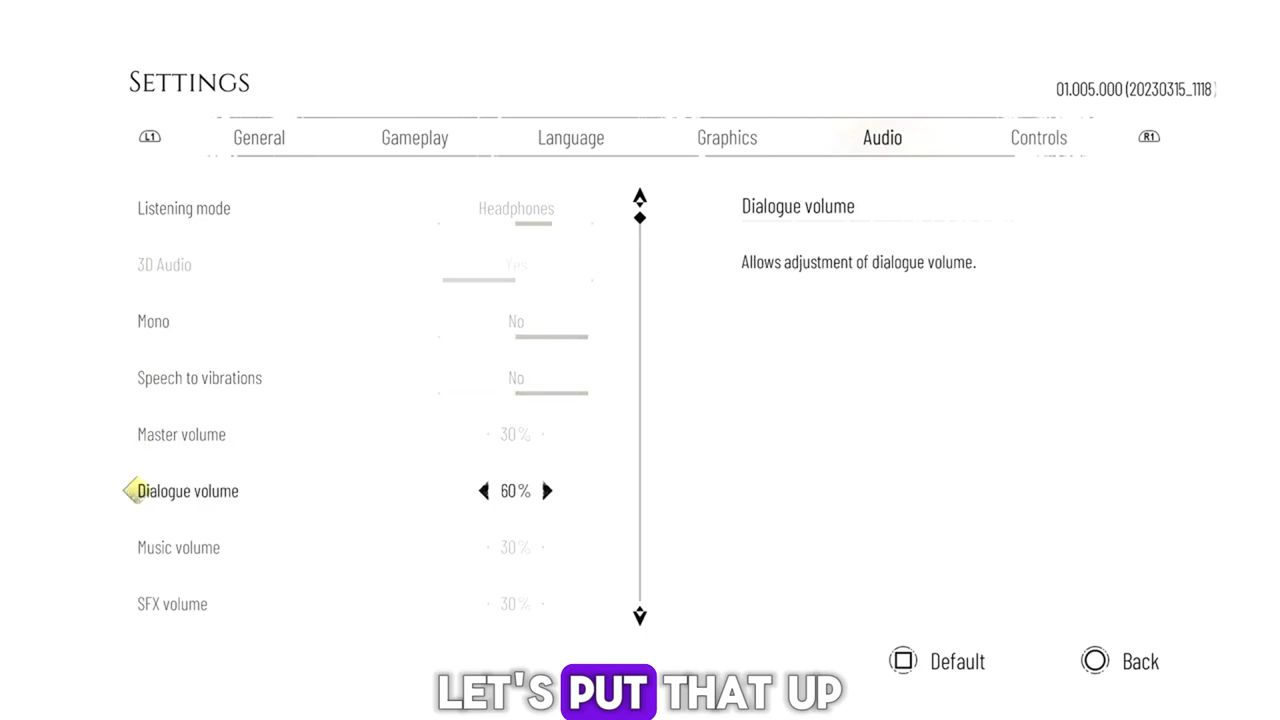 SETTINGS
01.005.000 (20230315_1118)
L1 General Gameplay Language Graphics Audio Controls R1
Listening mode Headphones
3D Audio Yes
Mono No
Speech to vibrations No
Master volume 30%
Dialogue volume 60%
Music volume 30%
SFX volume 30%
Dialogue volume
Allows adjustment of dialogue volume.
Default Back
LET'S PUT THAT UP